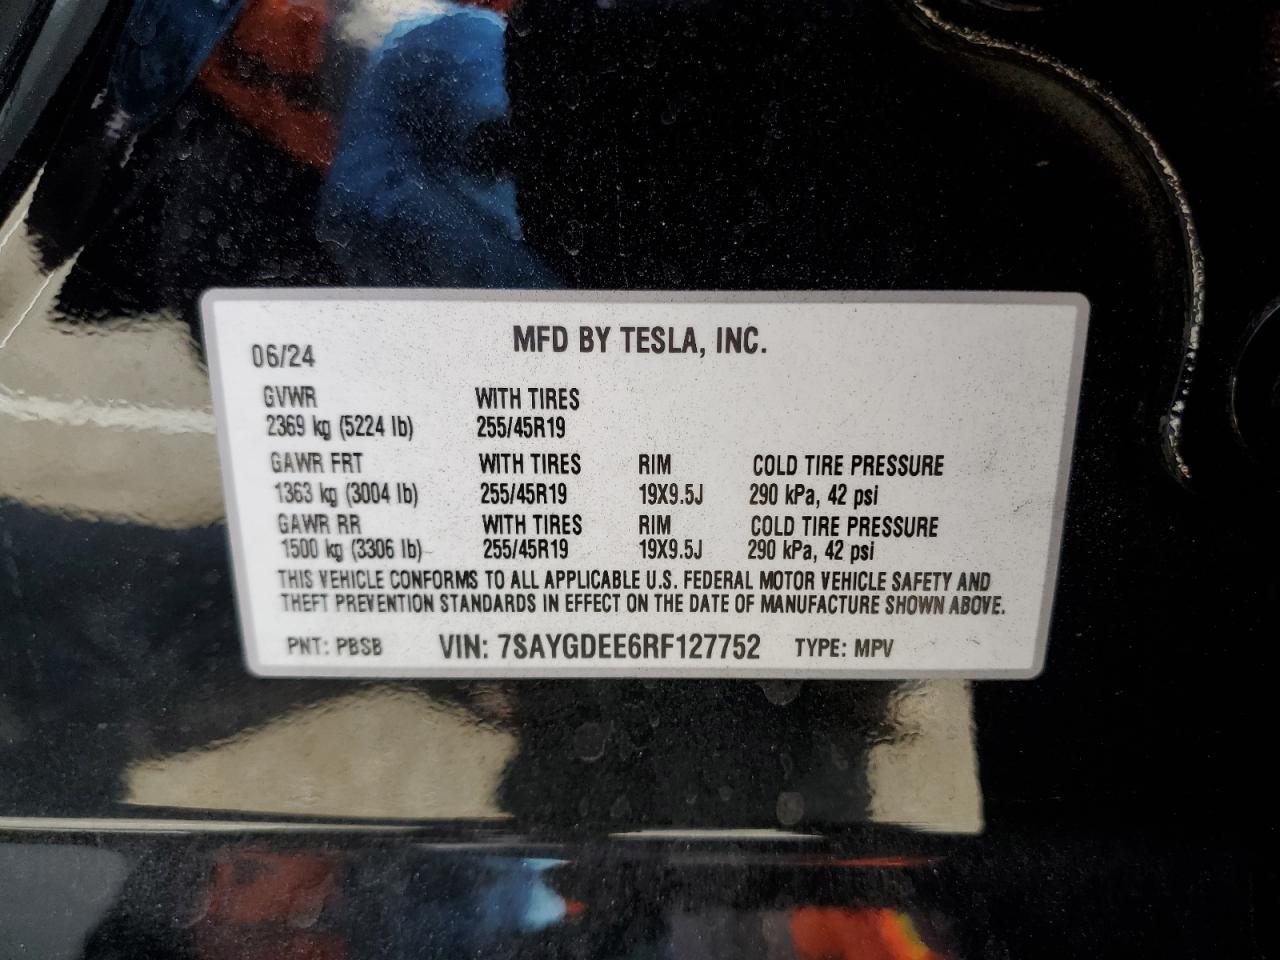 MFD BY TESLA, INC.
06/24
GVWR WITH TIRES
2369 kg (5224 lb) 255/45R19
GAWR FRT WITH TIRES RIM COLD TIRE PRESSURE
1363 kg (3004 lb) 255/45R19 19X9.5J 290 kPa, 42 psi
GAWR RR WITH TIRES RIM COLD TIRE PRESSURE
1500 kg (3306 lb) 255/45R19 19X9.5J 290 kPa, 42 psi
THIS VEHICLE CONFORMS TO ALL APPLICABLE U.S. FEDERAL MOTOR VEHICLE SAFETY AND
THEFT PREVENTION STANDARDS IN EFFECT ON THE DATE OF MANUFACTURE SHOWN ABOVE.
PNT: PBSB VIN: 7SAYGDEE6RF127752 TYPE: MPV